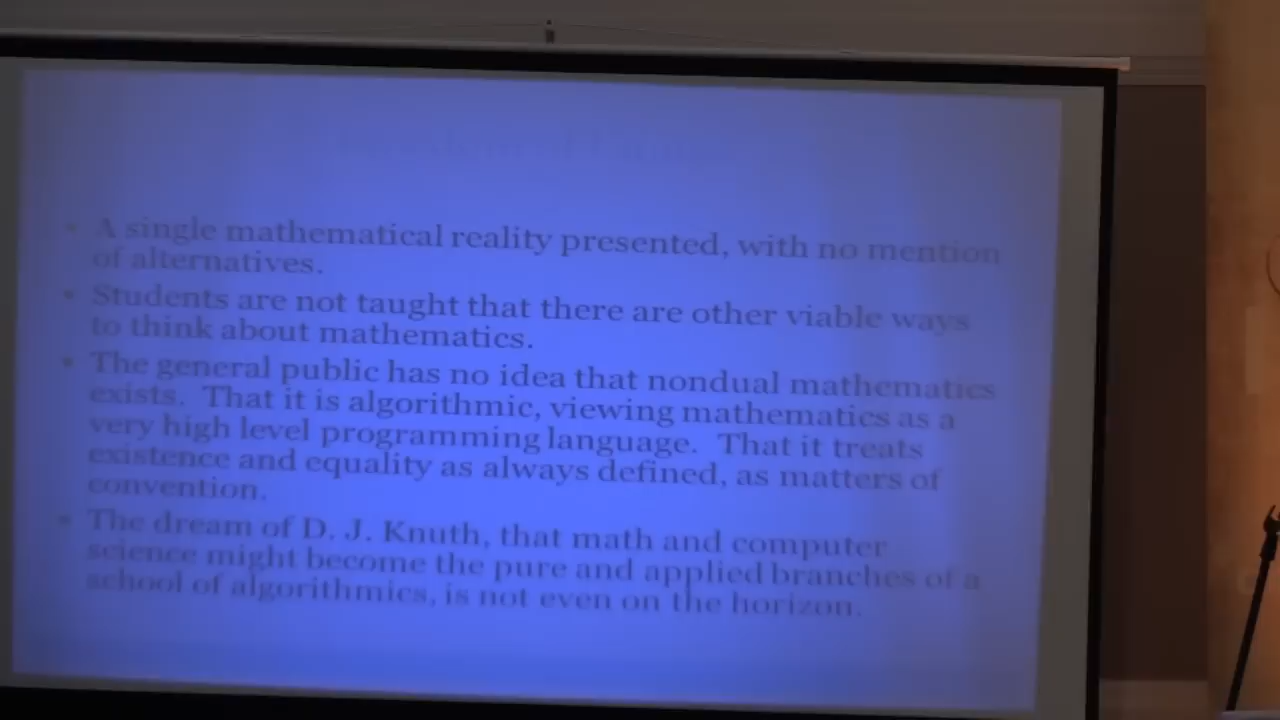 • A single mathematical reality presented, with no mention
of alternatives.
• Students are not taught that there are other viable ways
to think about mathematics.
• The general public has no idea that nondual mathematics
exists. That it is algorithmic, viewing mathematics as a
very high level programming language. That it treats
existence and equality as always defined, as matters of
convention.
• The dream of D. J. Knuth, that math and computer
science might become the pure and applied branches of a
school of algorithmics, is not even on the horizon.